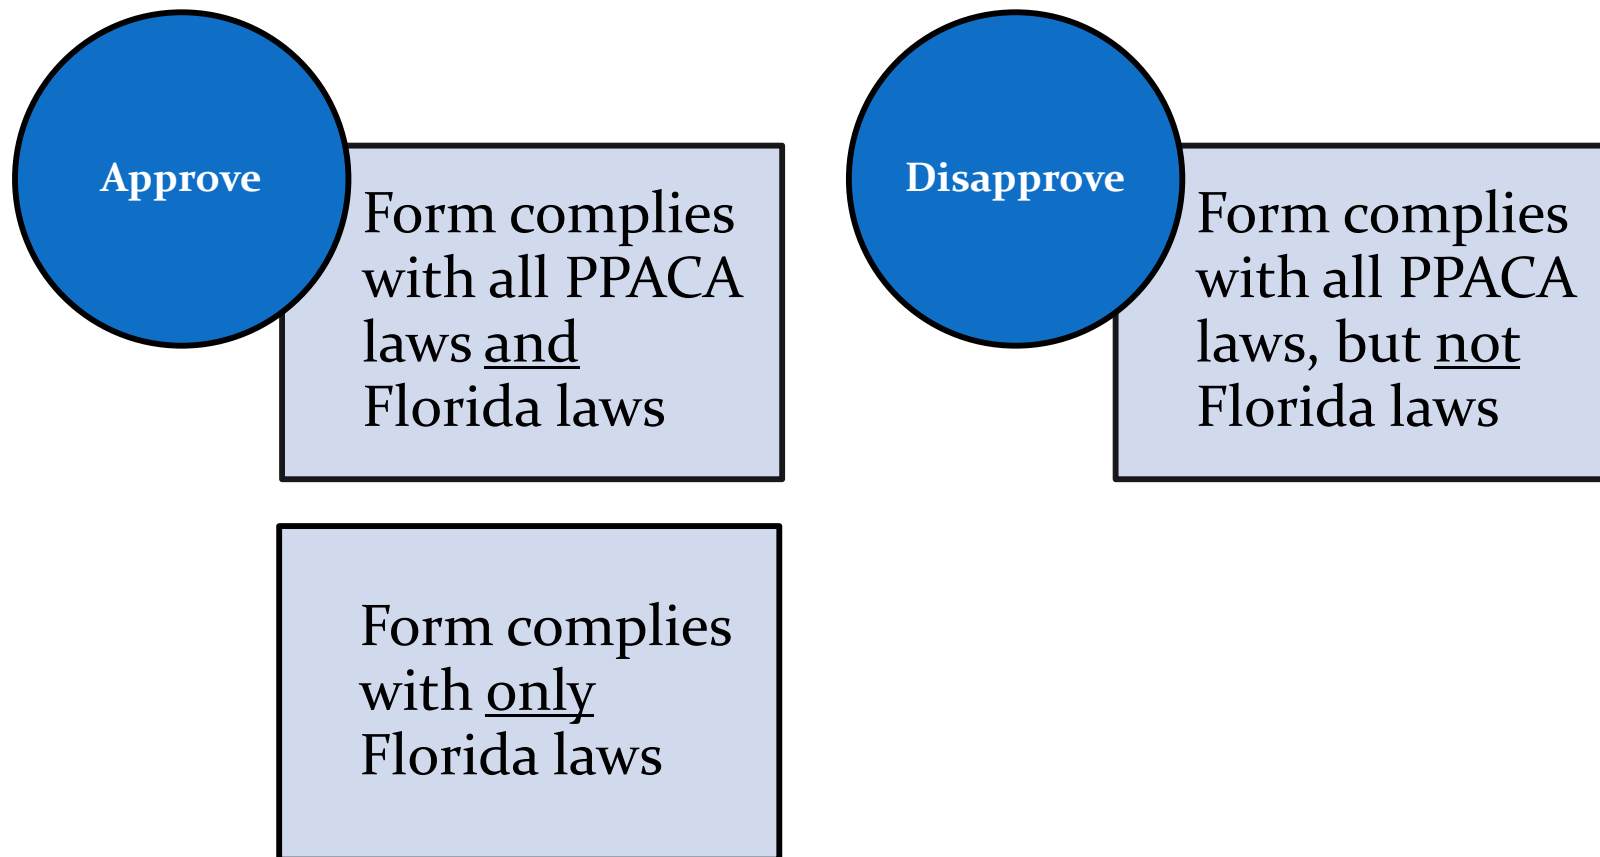 Approve
Form complies
with all PPACA
laws and
Florida laws
Form complies
with only
Florida laws
Disapprove
Form complies
with all PPACA
laws, but not
Florida laws